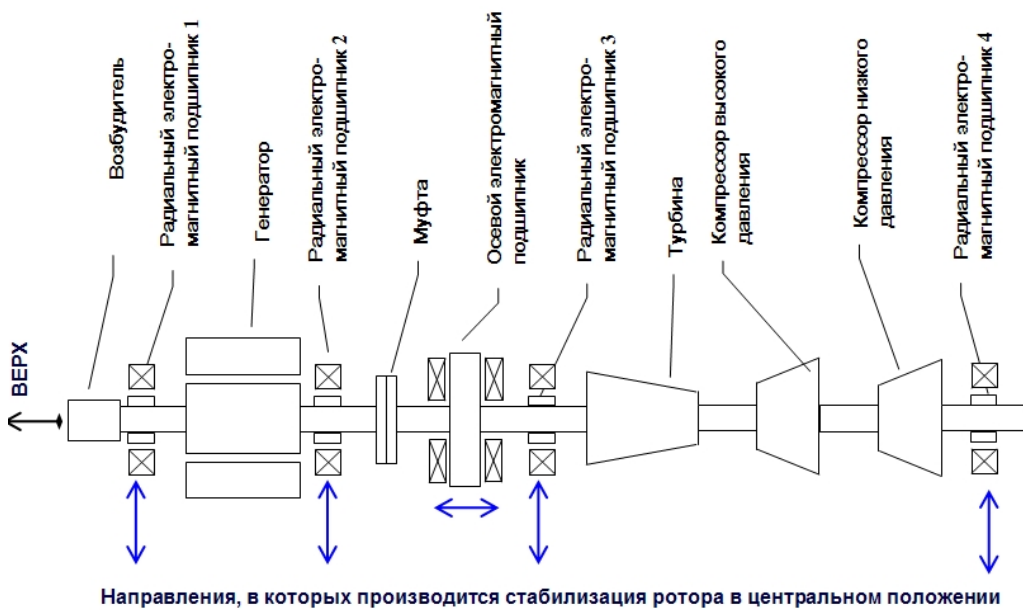 Возбудитель
Радиальный электро-
магнитный подшипник 1
Генератор
Радиальный электро-
магнитный подшипник 2
Муфта
Осевой электромагнитный
подшипник
Радиальный электро-
магнитный подшипник 3
Турбина
Компрессор высокого
давления
Компрессор низкого
давления
Радиальный электро-
магнитный подшипник 4
ВЕРХ
Направления, в которых производится стабилизация ротора в центральном положении